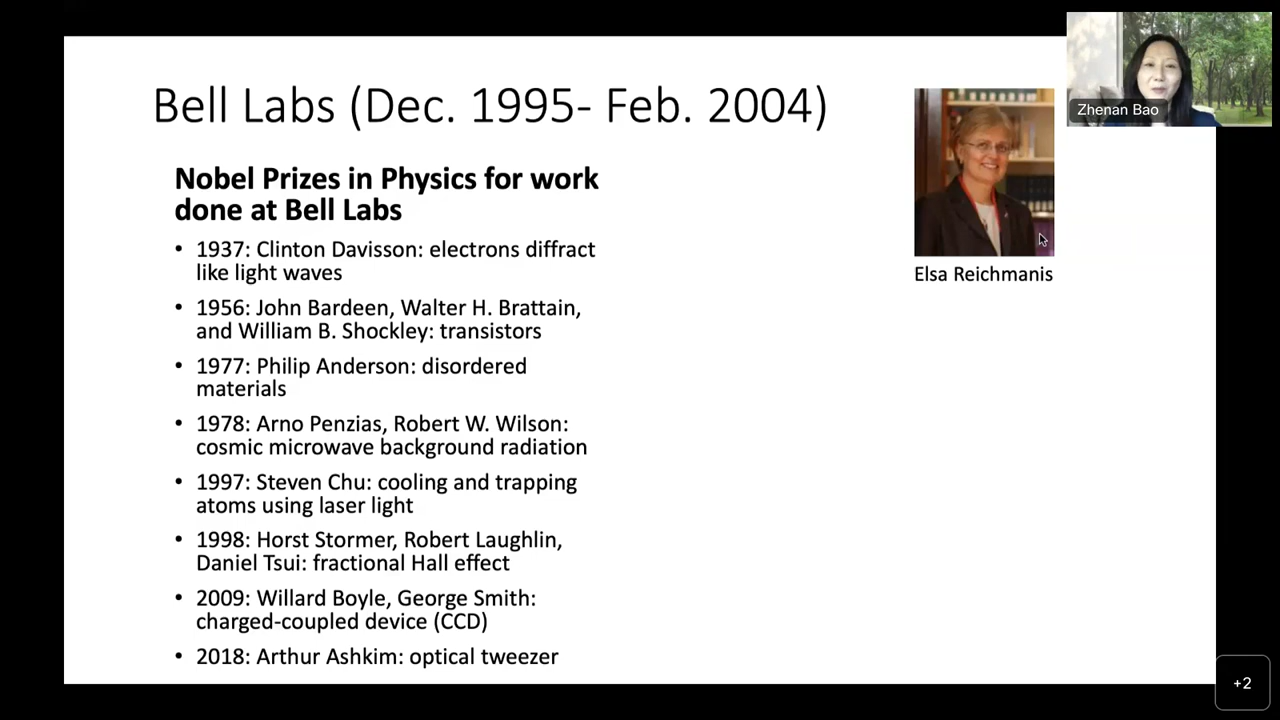 Bell Labs (Dec. 1995- Feb. 2004)
Nobel Prizes in Physics for work
done at Bell Labs
• 1937: Clinton Davisson: electrons diffract
like light waves
• 1956: John Bardeen, Walter H. Brattain,
and William B. Shockley: transistors
• 1977: Philip Anderson: disordered
materials
• 1978: Arno Penzias, Robert W. Wilson:
cosmic microwave background radiation
• 1997: Steven Chu: cooling and trapping
atoms using laser light
• 1998: Horst Stormer, Robert Laughlin,
Daniel Tsui: fractional Hall effect
• 2009: Willard Boyle, George Smith:
charged-coupled device (CCD)
• 2018: Arthur Ashkim: optical tweezer
Elsa Reichmanis
Zhenan Bao
+2